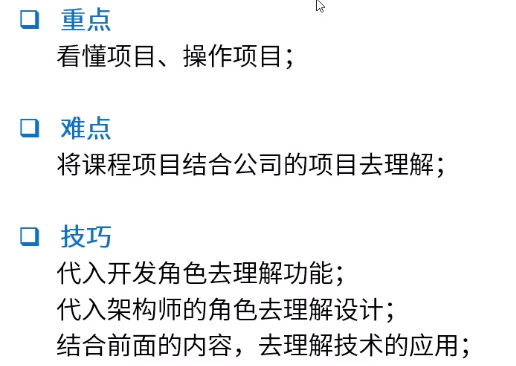 重点
看懂项目、操作项目；
难点
将课程项目结合公司的项目去理解；
技巧
代入开发角色去理解功能；
代入架构师的角色去理解设计；
结合前面的内容，去理解技术的应用；